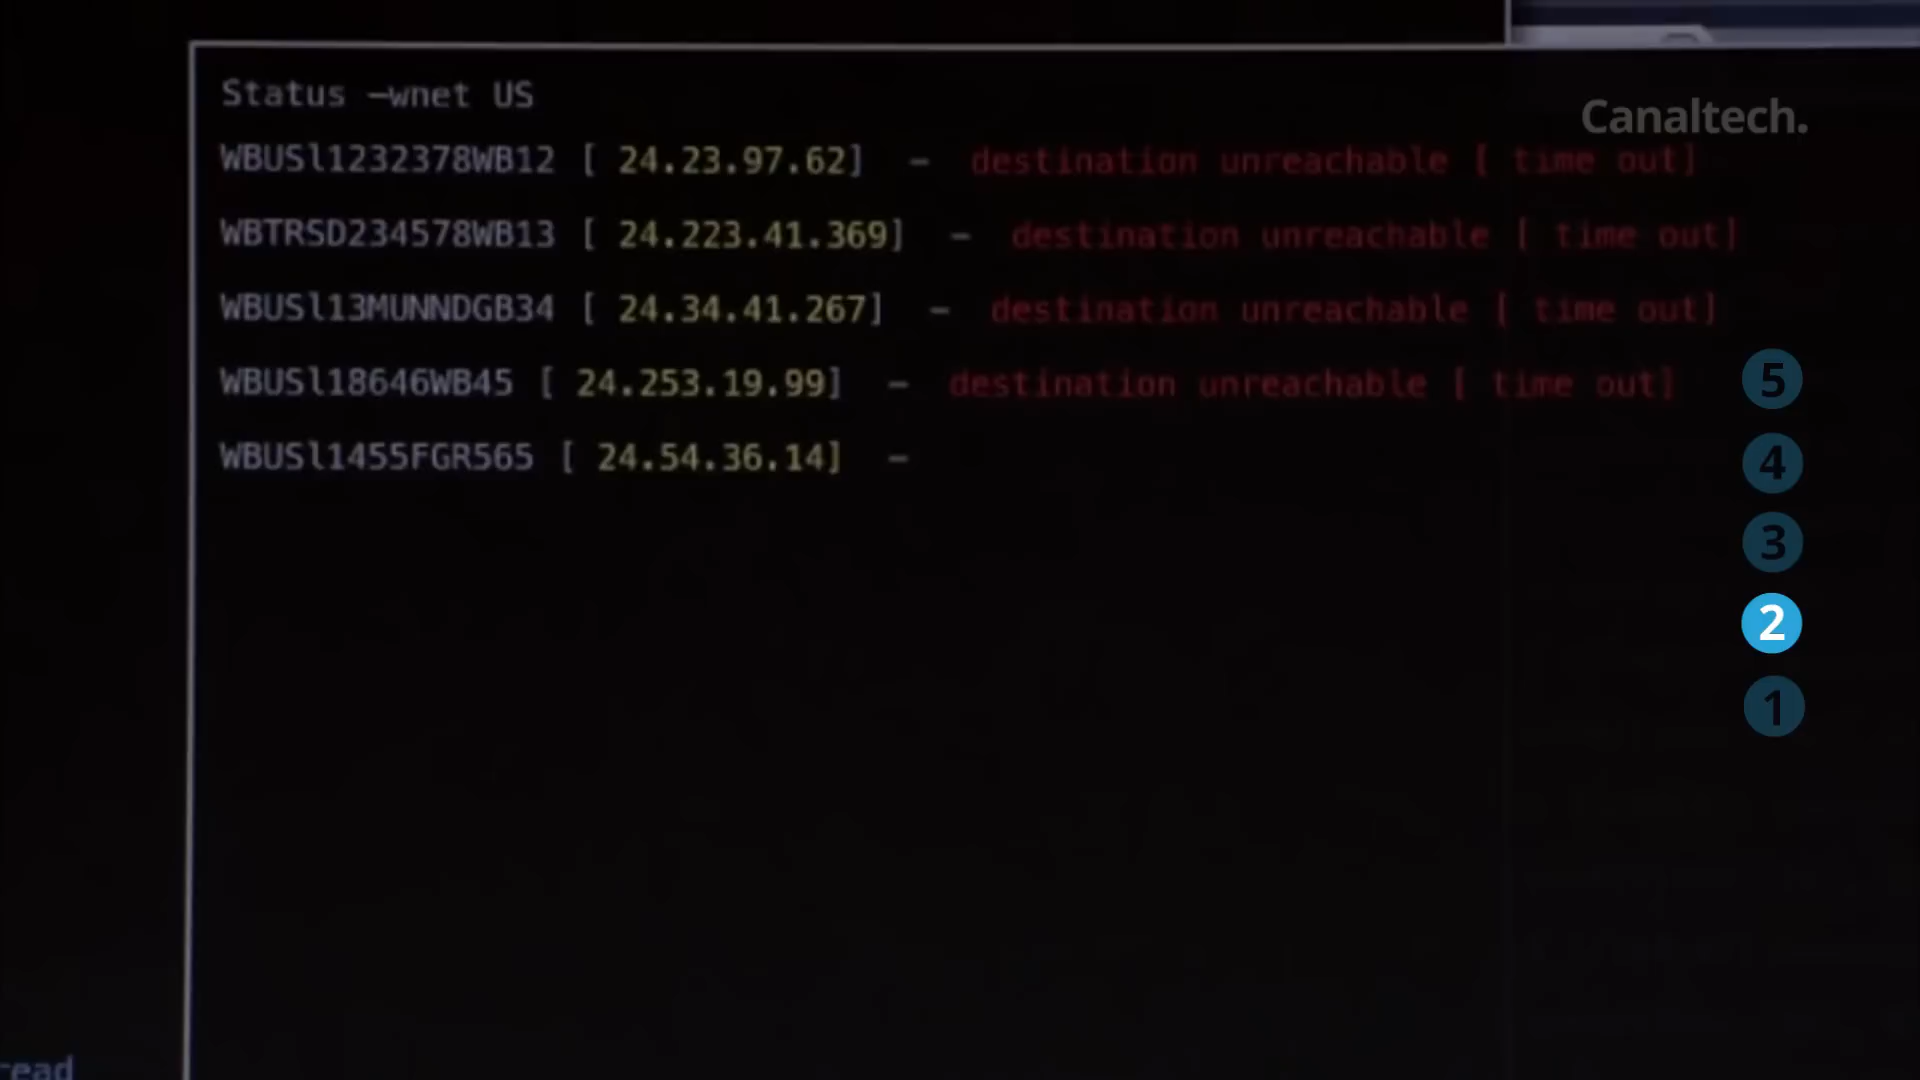 Status –wnet US
Canaltech.
WBUSl1232378WB12 [ 24.23.97.62] – destination unreachable [ time out]
WBTRSD234578WB13 [ 24.223.41.369] – destination unreachable [ time out]
WBUSl13MUNNDGB34 [ 24.34.41.267] – destination unreachable [ time out]
WBUSl18646WB45 [ 24.253.19.99] – destination unreachable [ time out]
WBUSl1455FGR565 [ 24.54.36.14] –
5
4
3
2
1
read